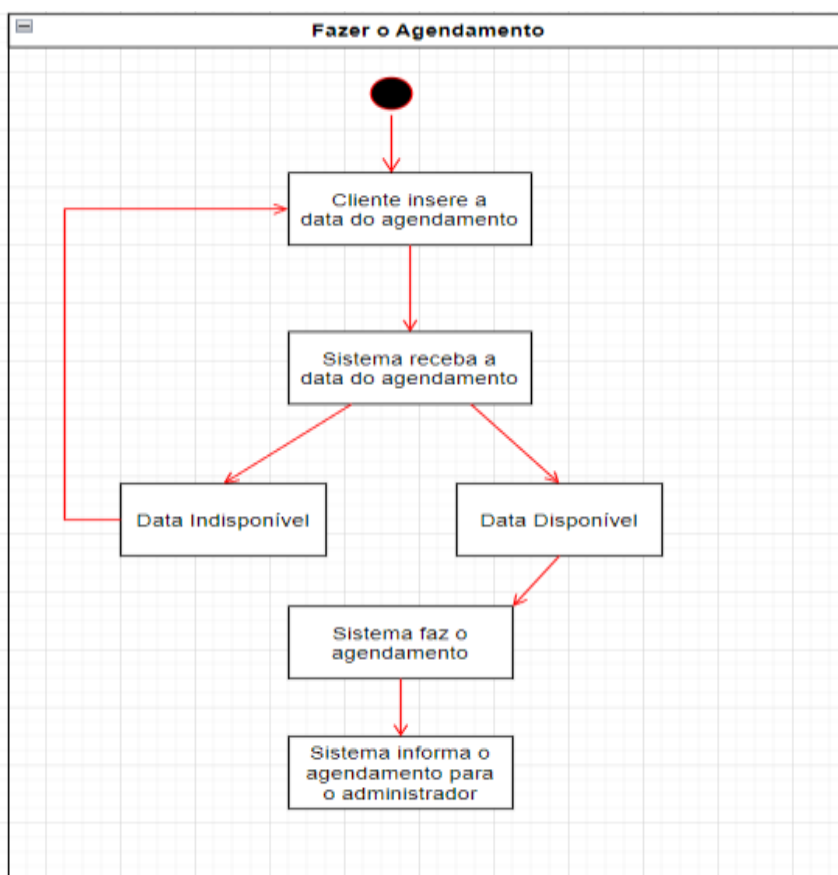 Fazer o Agendamento
Cliente insere a
data do agendamento
Sistema receba a
data do agendamento
Data Indisponível
Data Disponível
Sistema faz o
agendamento
Sistema informa o
agendamento para
o administrador